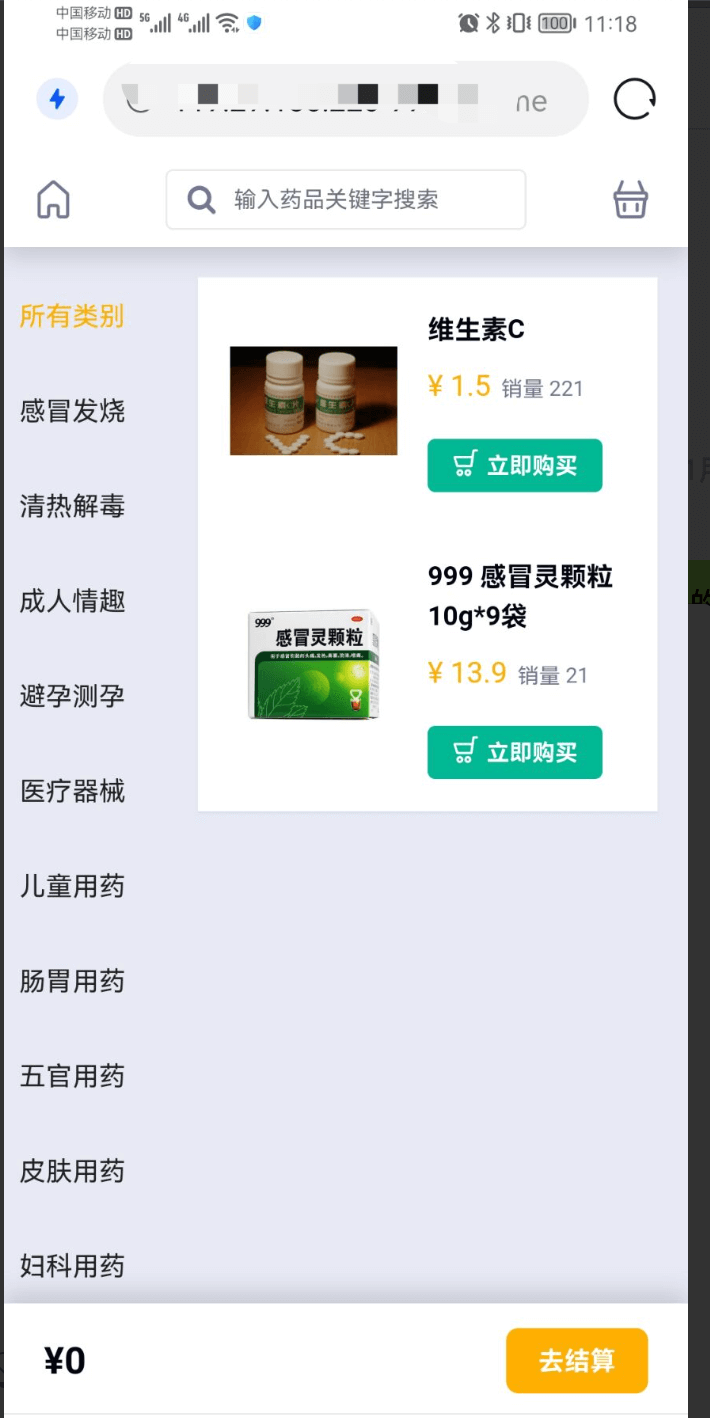 中国移动 HD
中国移动 HD
5G 4G
100 11:18
ne
输入药品关键字搜索
所有类别
感冒发烧
清热解毒
成人情趣
避孕测孕
医疗器械
儿童用药
肠胃用药
五官用药
皮肤用药
妇科用药
维生素C
¥ 1.5 销量 221
立即购买
999
感冒灵颗粒
999 感冒灵颗粒
10g*9袋
¥ 13.9 销量 21
立即购买
¥0
去结算